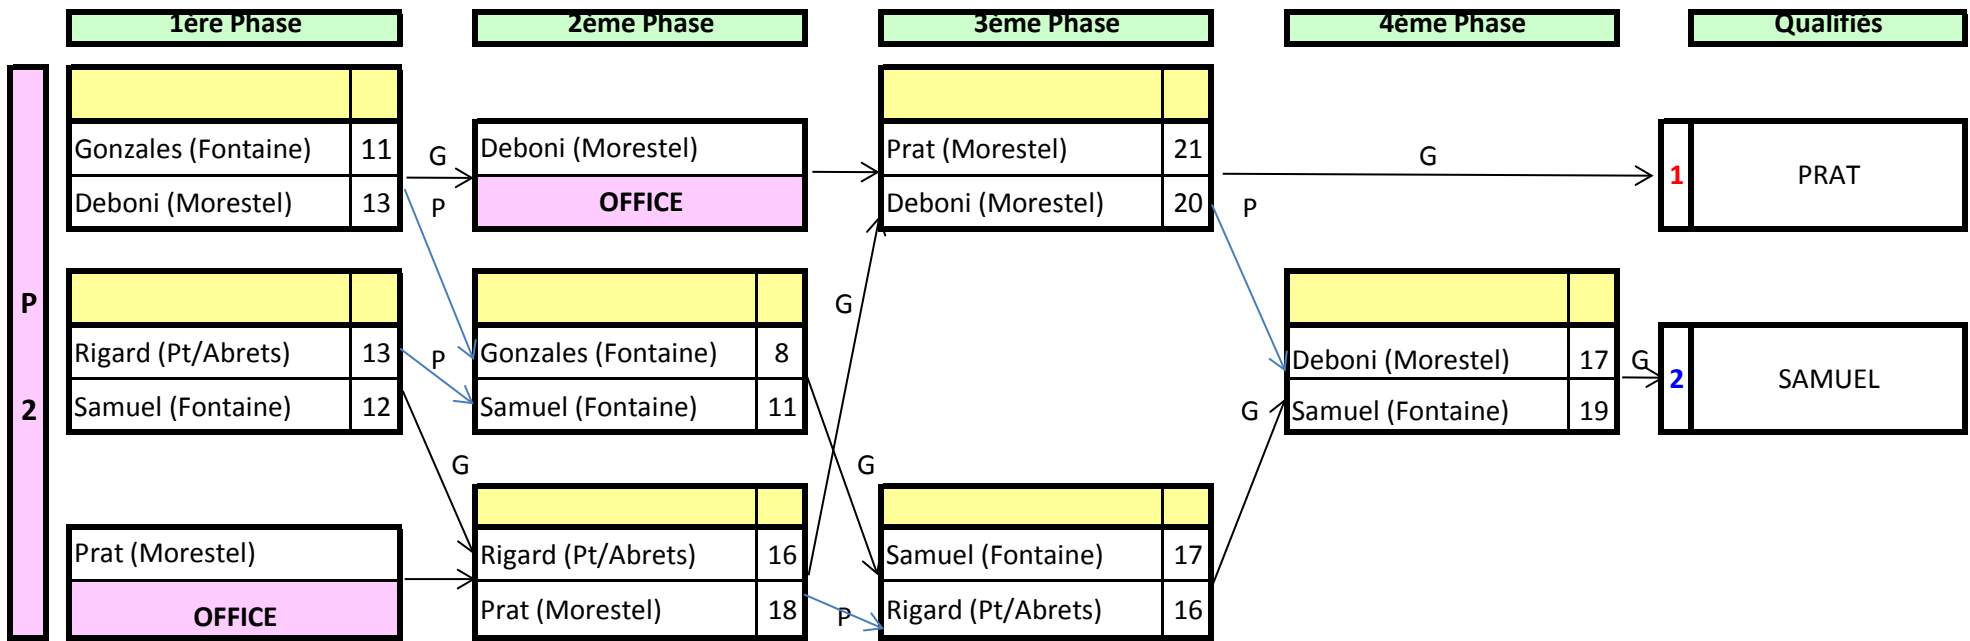 1ère Phase
2ème Phase
3ème Phase
4ème Phase
Qualifiés
P
2
Gonzales (Fontaine) 11
Deboni (Morestel) 13
Rigard (Pt/Abrets) 13
Samuel (Fontaine) 12
Prat (Morestel)
OFFICE
G
P
P
G
Deboni (Morestel)
OFFICE
Gonzales (Fontaine) 8
Samuel (Fontaine) 11
Rigard (Pt/Abrets) 16
Prat (Morestel) 18
G
G
P
Prat (Morestel) 21
Deboni (Morestel) 20
Samuel (Fontaine) 17
Rigard (Pt/Abrets) 16
G
P
G
Deboni (Morestel) 17
Samuel (Fontaine) 19
G
1 PRAT
2 SAMUEL